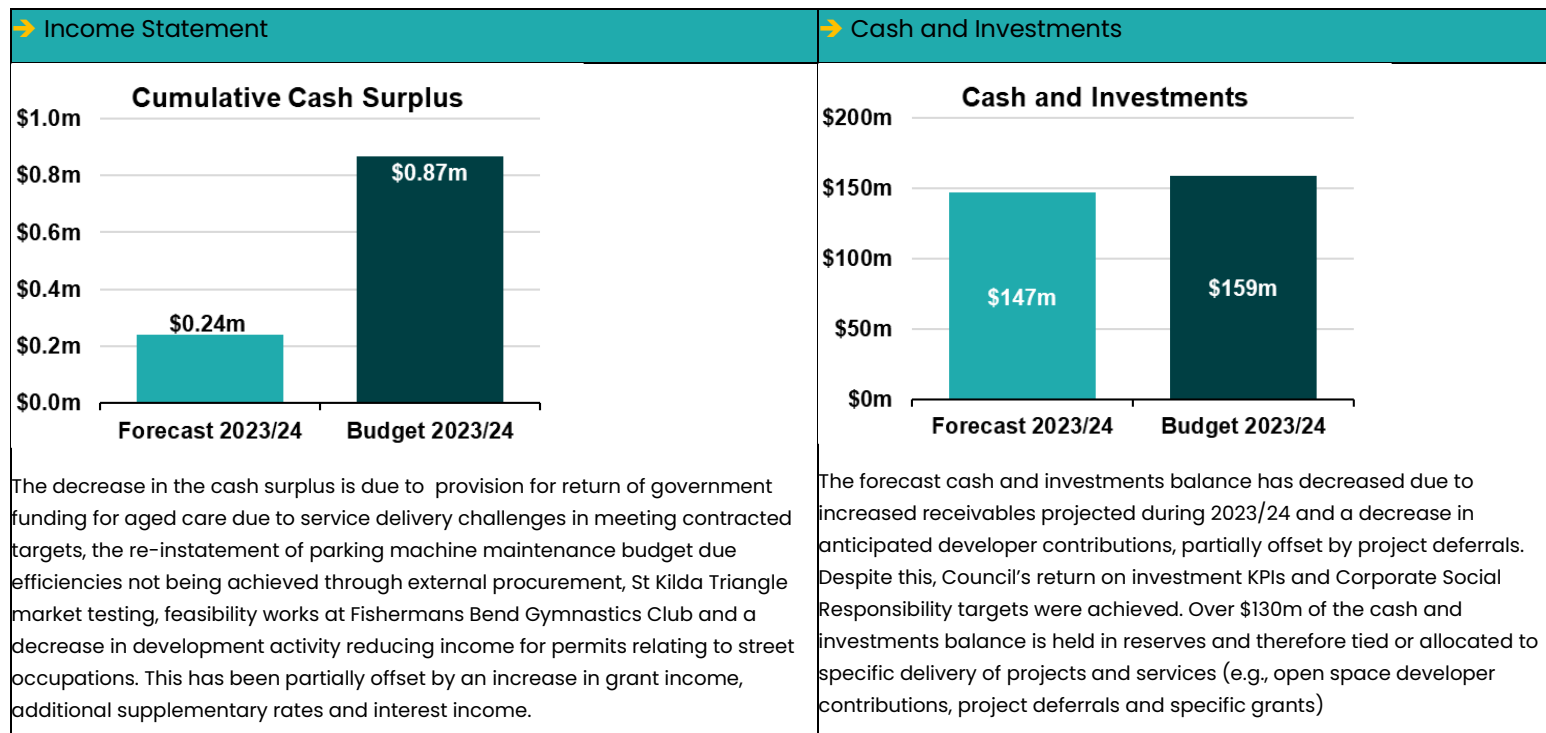 ➔ Income Statement
Cumulative Cash Surplus
$1.0m
$0.8m
$0.6m
$0.4m
$0.2m
$0.0m
$0.24m
$0.87m
Forecast 2023/24
Budget 2023/24
The decrease in the cash surplus is due to  provision for return of government
funding for aged care due to service delivery challenges in meeting contracted
targets, the re-instatement of parking machine maintenance budget due
efficiencies not being achieved through external procurement, St Kilda Triangle
market testing, feasibility works at Fishermans Bend Gymnastics Club and a
decrease in development activity reducing income for permits relating to street
occupations. This has been partially offset by an increase in grant income,
additional supplementary rates and interest income.
➔ Cash and Investments
Cash and Investments
$200m
$150m
$100m
$50m
$0m
$147m
$159m
Forecast 2023/24
Budget 2023/24
The forecast cash and investments balance has decreased due to
increased receivables projected during 2023/24 and a decrease in
anticipated developer contributions, partially offset by project deferrals.
Despite this, Council’s return on investment KPIs and Corporate Social
Responsibility targets were achieved. Over $130m of the cash and
investments balance is held in reserves and therefore tied or allocated to
specific delivery of projects and services (e.g., open space developer
contributions, project deferrals and specific grants)